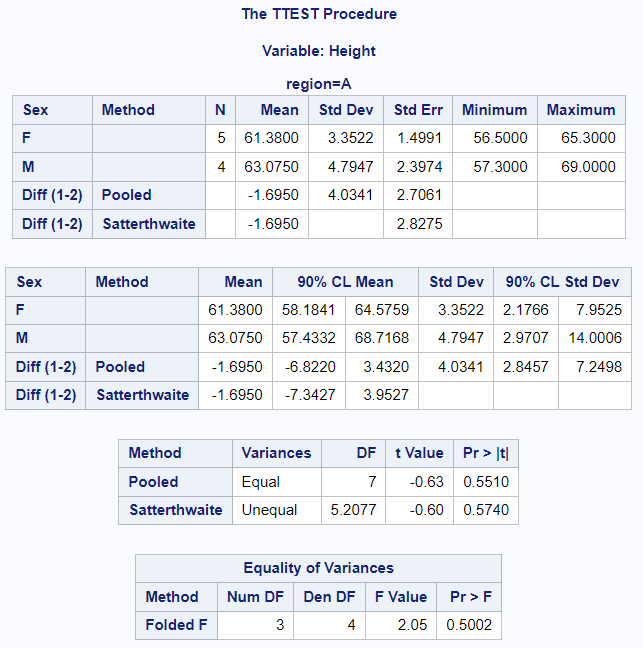 The TTEST Procedure
Variable: Height
region=A
Sex Method N Mean Std Dev Std Err Minimum Maximum
F 5 61.3800 3.3522 1.4991 56.5000 65.3000
M 4 63.0750 4.7947 2.3974 57.3000 69.0000
Diff (1-2) Pooled -1.6950 4.0341 2.7061
Diff (1-2) Satterthwaite -1.6950 2.8275
Sex Method Mean 90% CL Mean Std Dev 90% CL Std Dev
F 61.3800 58.1841 64.5759 3.3522 2.1766 7.9525
M 63.0750 57.4332 68.7168 4.7947 2.9707 14.0006
Diff (1-2) Pooled -1.6950 -6.8220 3.4320 4.0341 2.8457 7.2498
Diff (1-2) Satterthwaite -1.6950 -7.3427 3.9527
Method Variances DF t Value Pr > |t|
Pooled Equal 7 -0.63 0.5510
Satterthwaite Unequal 5.2077 -0.60 0.5740
Equality of Variances
Method Num DF Den DF F Value Pr > F
Folded F 3 4 2.05 0.5002